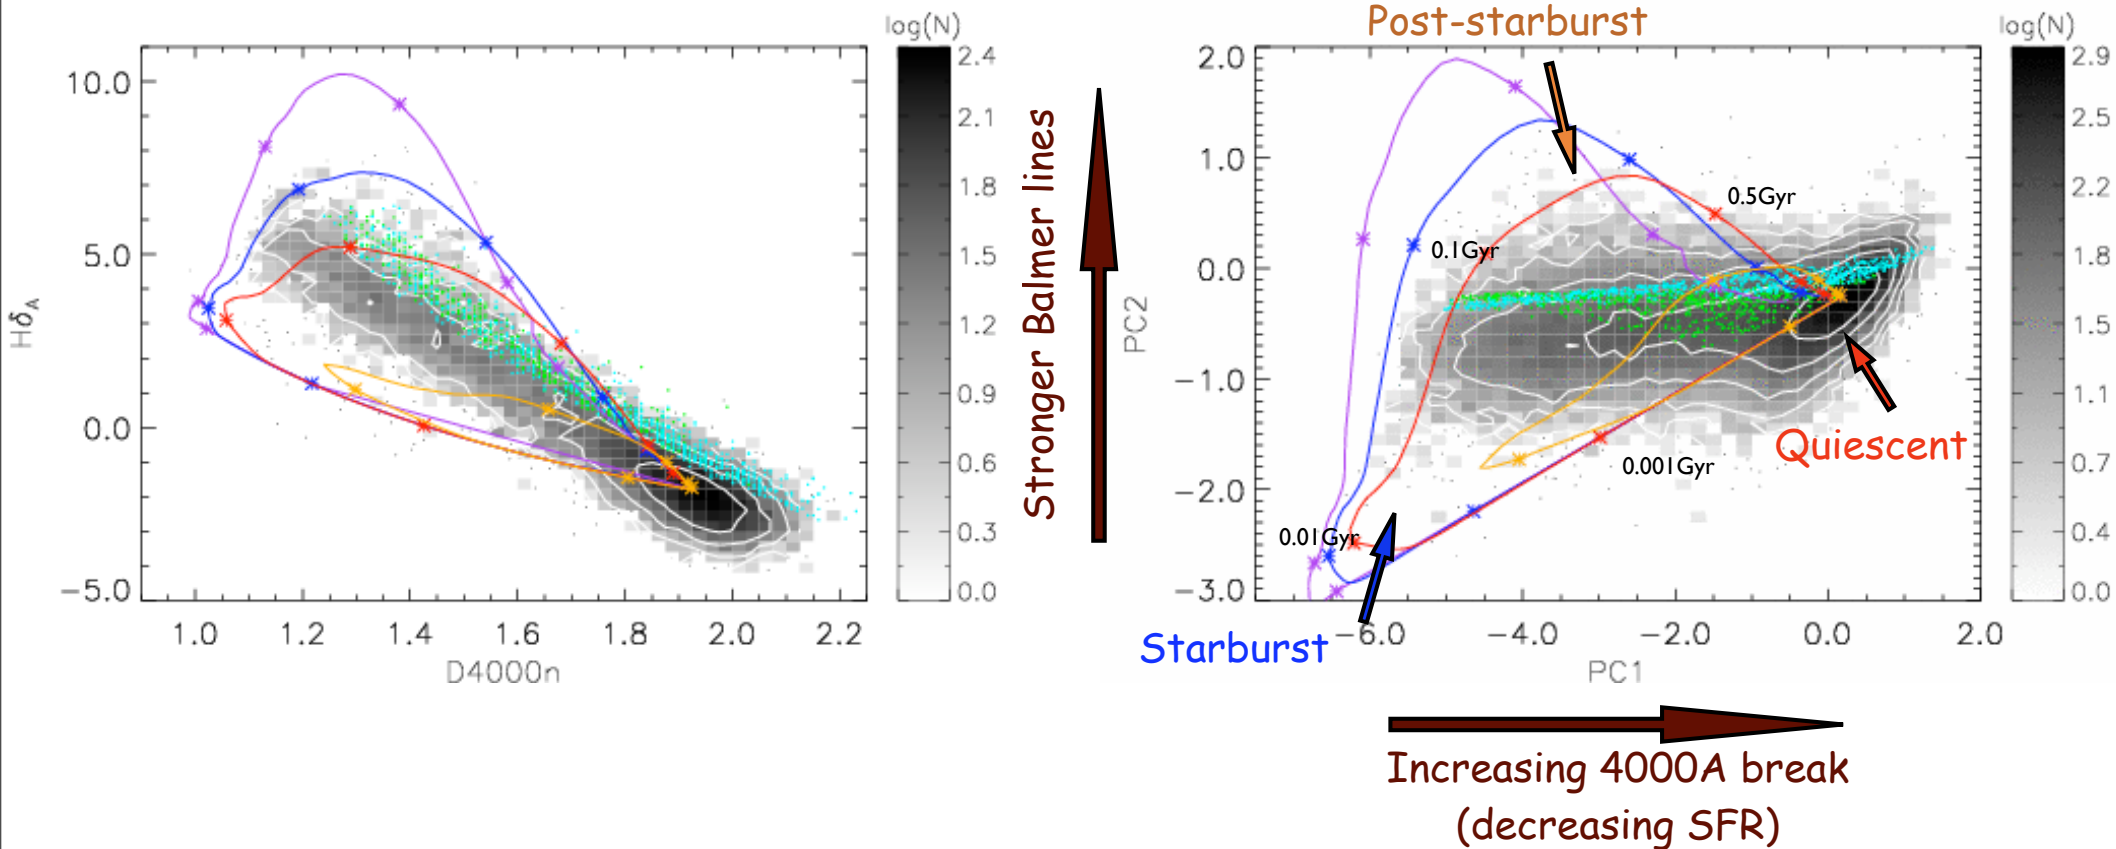 log(N)
10.0
5.0
0.0
−5.0
HδA
1.0
1.2
1.4
1.6
1.8
2.0
2.2
D4000n
2.4
2.1
1.8
1.5
1.2
0.9
0.6
0.3
0.0
Stronger Balmer lines
Post-starburst
log(N)
2.0
1.0
0.0
−1.0
−2.0
−3.0
PC2
0.5Gyr
0.1Gyr
Quiescent
0.001Gyr
0.01Gyr
Starburst
−6.0
−4.0
−2.0
0.0
2.0
PC1
2.9
2.5
2.2
1.8
1.5
1.1
0.7
0.4
0.0
Increasing 4000A break
(decreasing SFR)